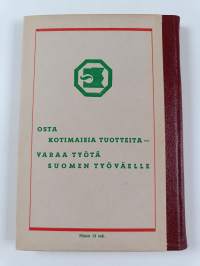 OSTA
KOTIMAISIA TUOTTEITA—
VARAA TYÖTÄ
SUOMEN TYÖVÄELLE